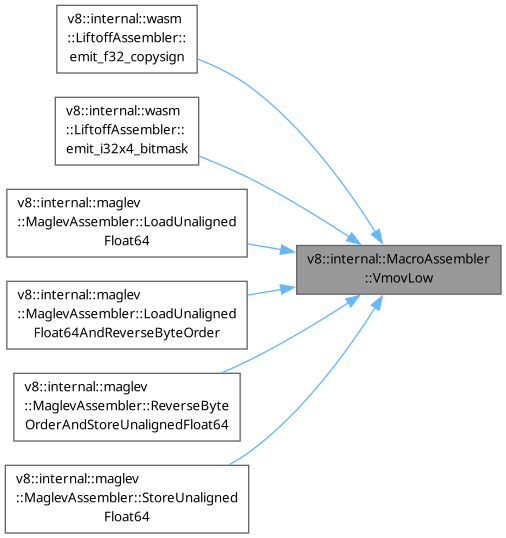 v8::internal::wasm
::LiftoffAssembler::
emit_f32_copysign
v8::internal::wasm
::LiftoffAssembler::
emit_i32x4_bitmask
v8::internal::maglev
::MaglevAssembler::LoadUnaligned
Float64
v8::internal::MacroAssembler
::VmovLow
v8::internal::maglev
::MaglevAssembler::LoadUnaligned
Float64AndReverseByteOrder
v8::internal::maglev
::MaglevAssembler::ReverseByte
OrderAndStoreUnalignedFloat64
v8::internal::maglev
::MaglevAssembler::StoreUnaligned
Float64